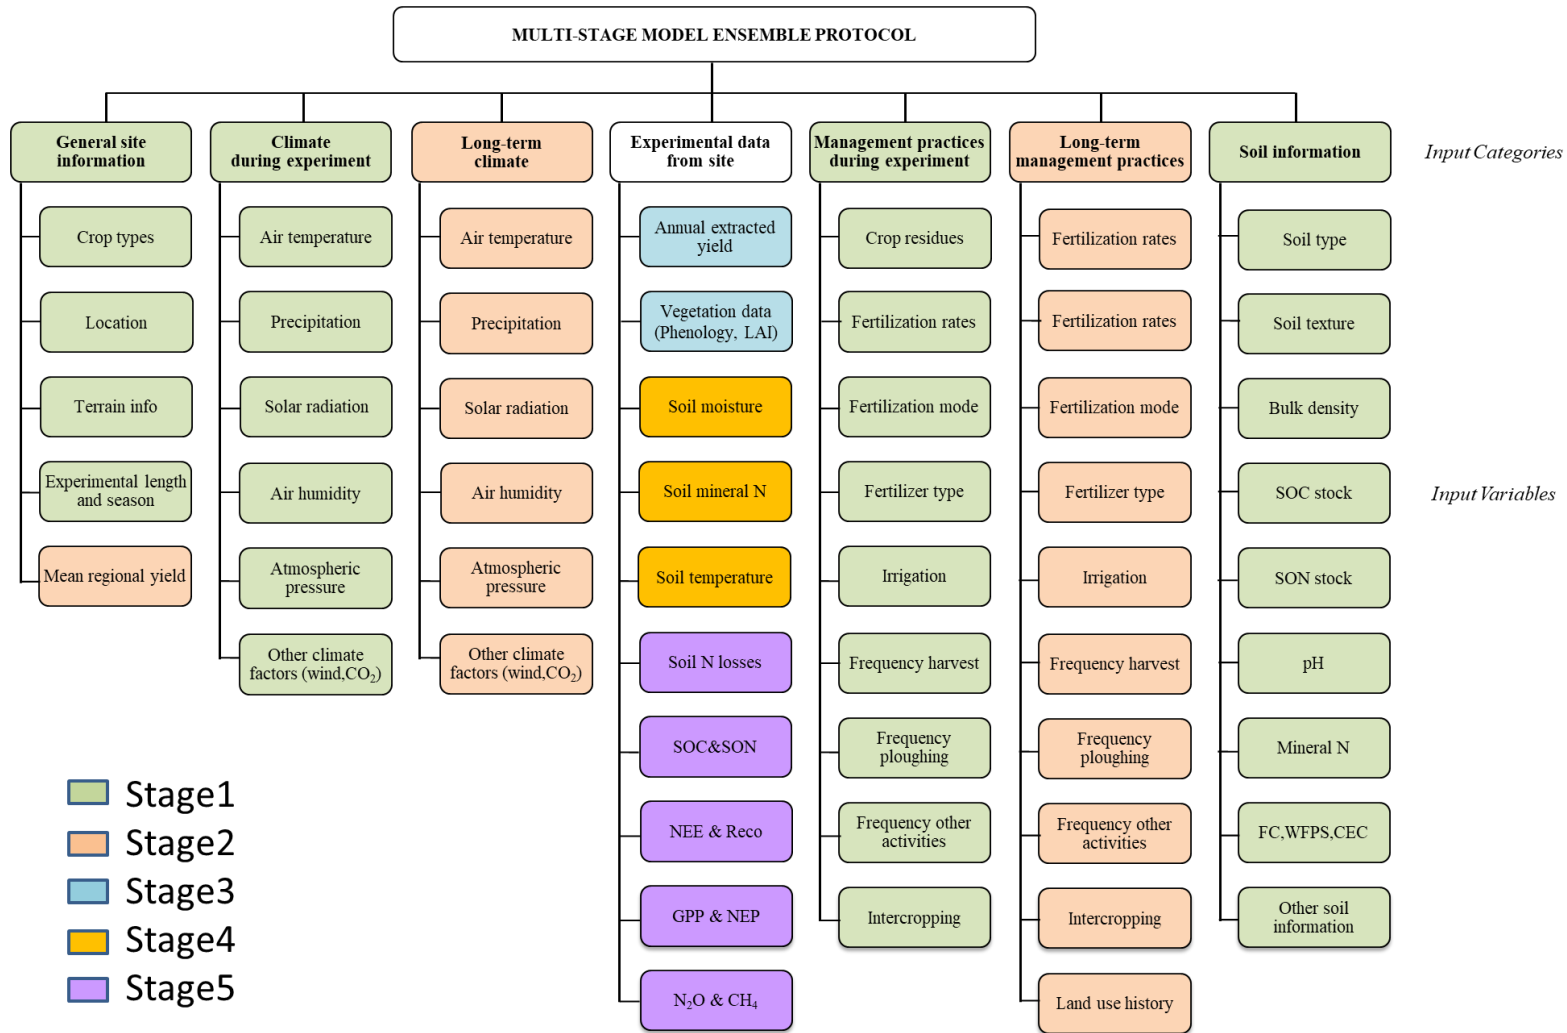 MULTI-STAGE MODEL ENSEMBLE PROTOCOL
General site
information
Climate
during experiment
Long-term
climate
Experimental data
from site
Management practices
during experiment
Long-term
management practices
Soil information
Input Categories
Crop types
Location
Terrain info
Experimental length
and season
Mean regional yield
Air temperature
Precipitation
Solar radiation
Air humidity
Atmospheric
pressure
Other climate
factors (wind,CO₂)
Air temperature
Precipitation
Solar radiation
Air humidity
Atmospheric
pressure
Other climate
factors (wind,CO₂)
Annual extracted
yield
Vegetation data
(Phenology, LAI)
Soil moisture
Soil mineral N
Soil temperature
Soil N losses
SOC&SON
NEE & Reco
GPP & NEP
N₂O & CH₄
Crop residues
Fertilization rates
Fertilization mode
Fertilizer type
Irrigation
Frequency harvest
Frequency
ploughing
Frequency other
activities
Intercropping
Fertilization rates
Fertilization rates
Fertilization mode
Fertilizer type
Irrigation
Frequency harvest
Frequency
ploughing
Frequency other
activities
Intercropping
Land use history
Soil type
Soil texture
Bulk density
SOC stock
SON stock
pH
Mineral N
FC,WFPS,CEC
Other soil
information
Input Variables
Stage1
Stage2
Stage3
Stage4
Stage5